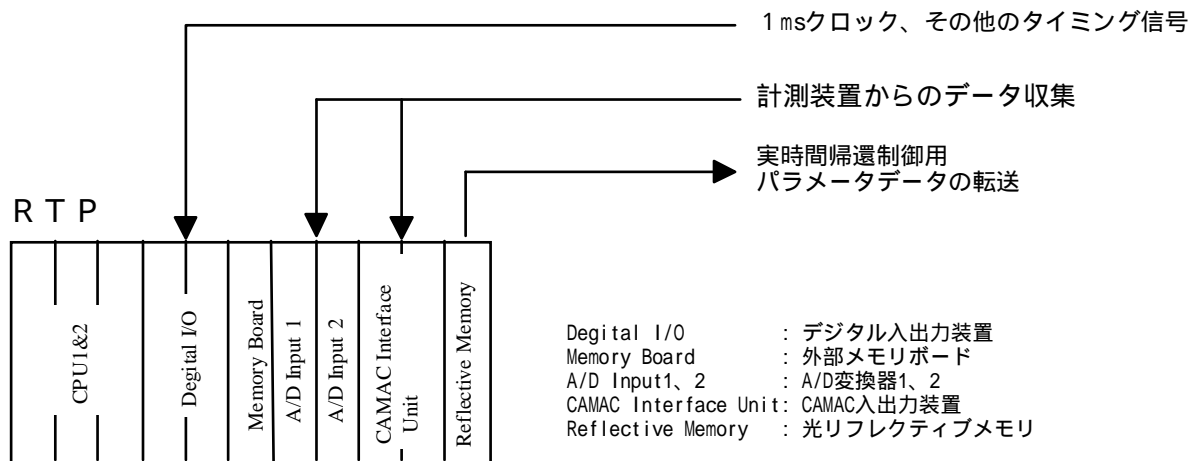 1msクロック、その他のタイミング信号
計測装置からのデータ収集
実時間帰還制御用
パラメータデータの転送
RTP
CPU1&2
Degital I/O
Memory Board
A/D Input 1
A/D Input 2
CAMAC Interface
Unit
Reflective Memory
Degital I/O : デジタル入出力装置
Memory Board : 外部メモリボード
A/D Input1、2 : A/D変換器1、2
CAMAC Interface Unit: CAMAC入出力装置
Reflective Memory : 光リフレクティブメモリ